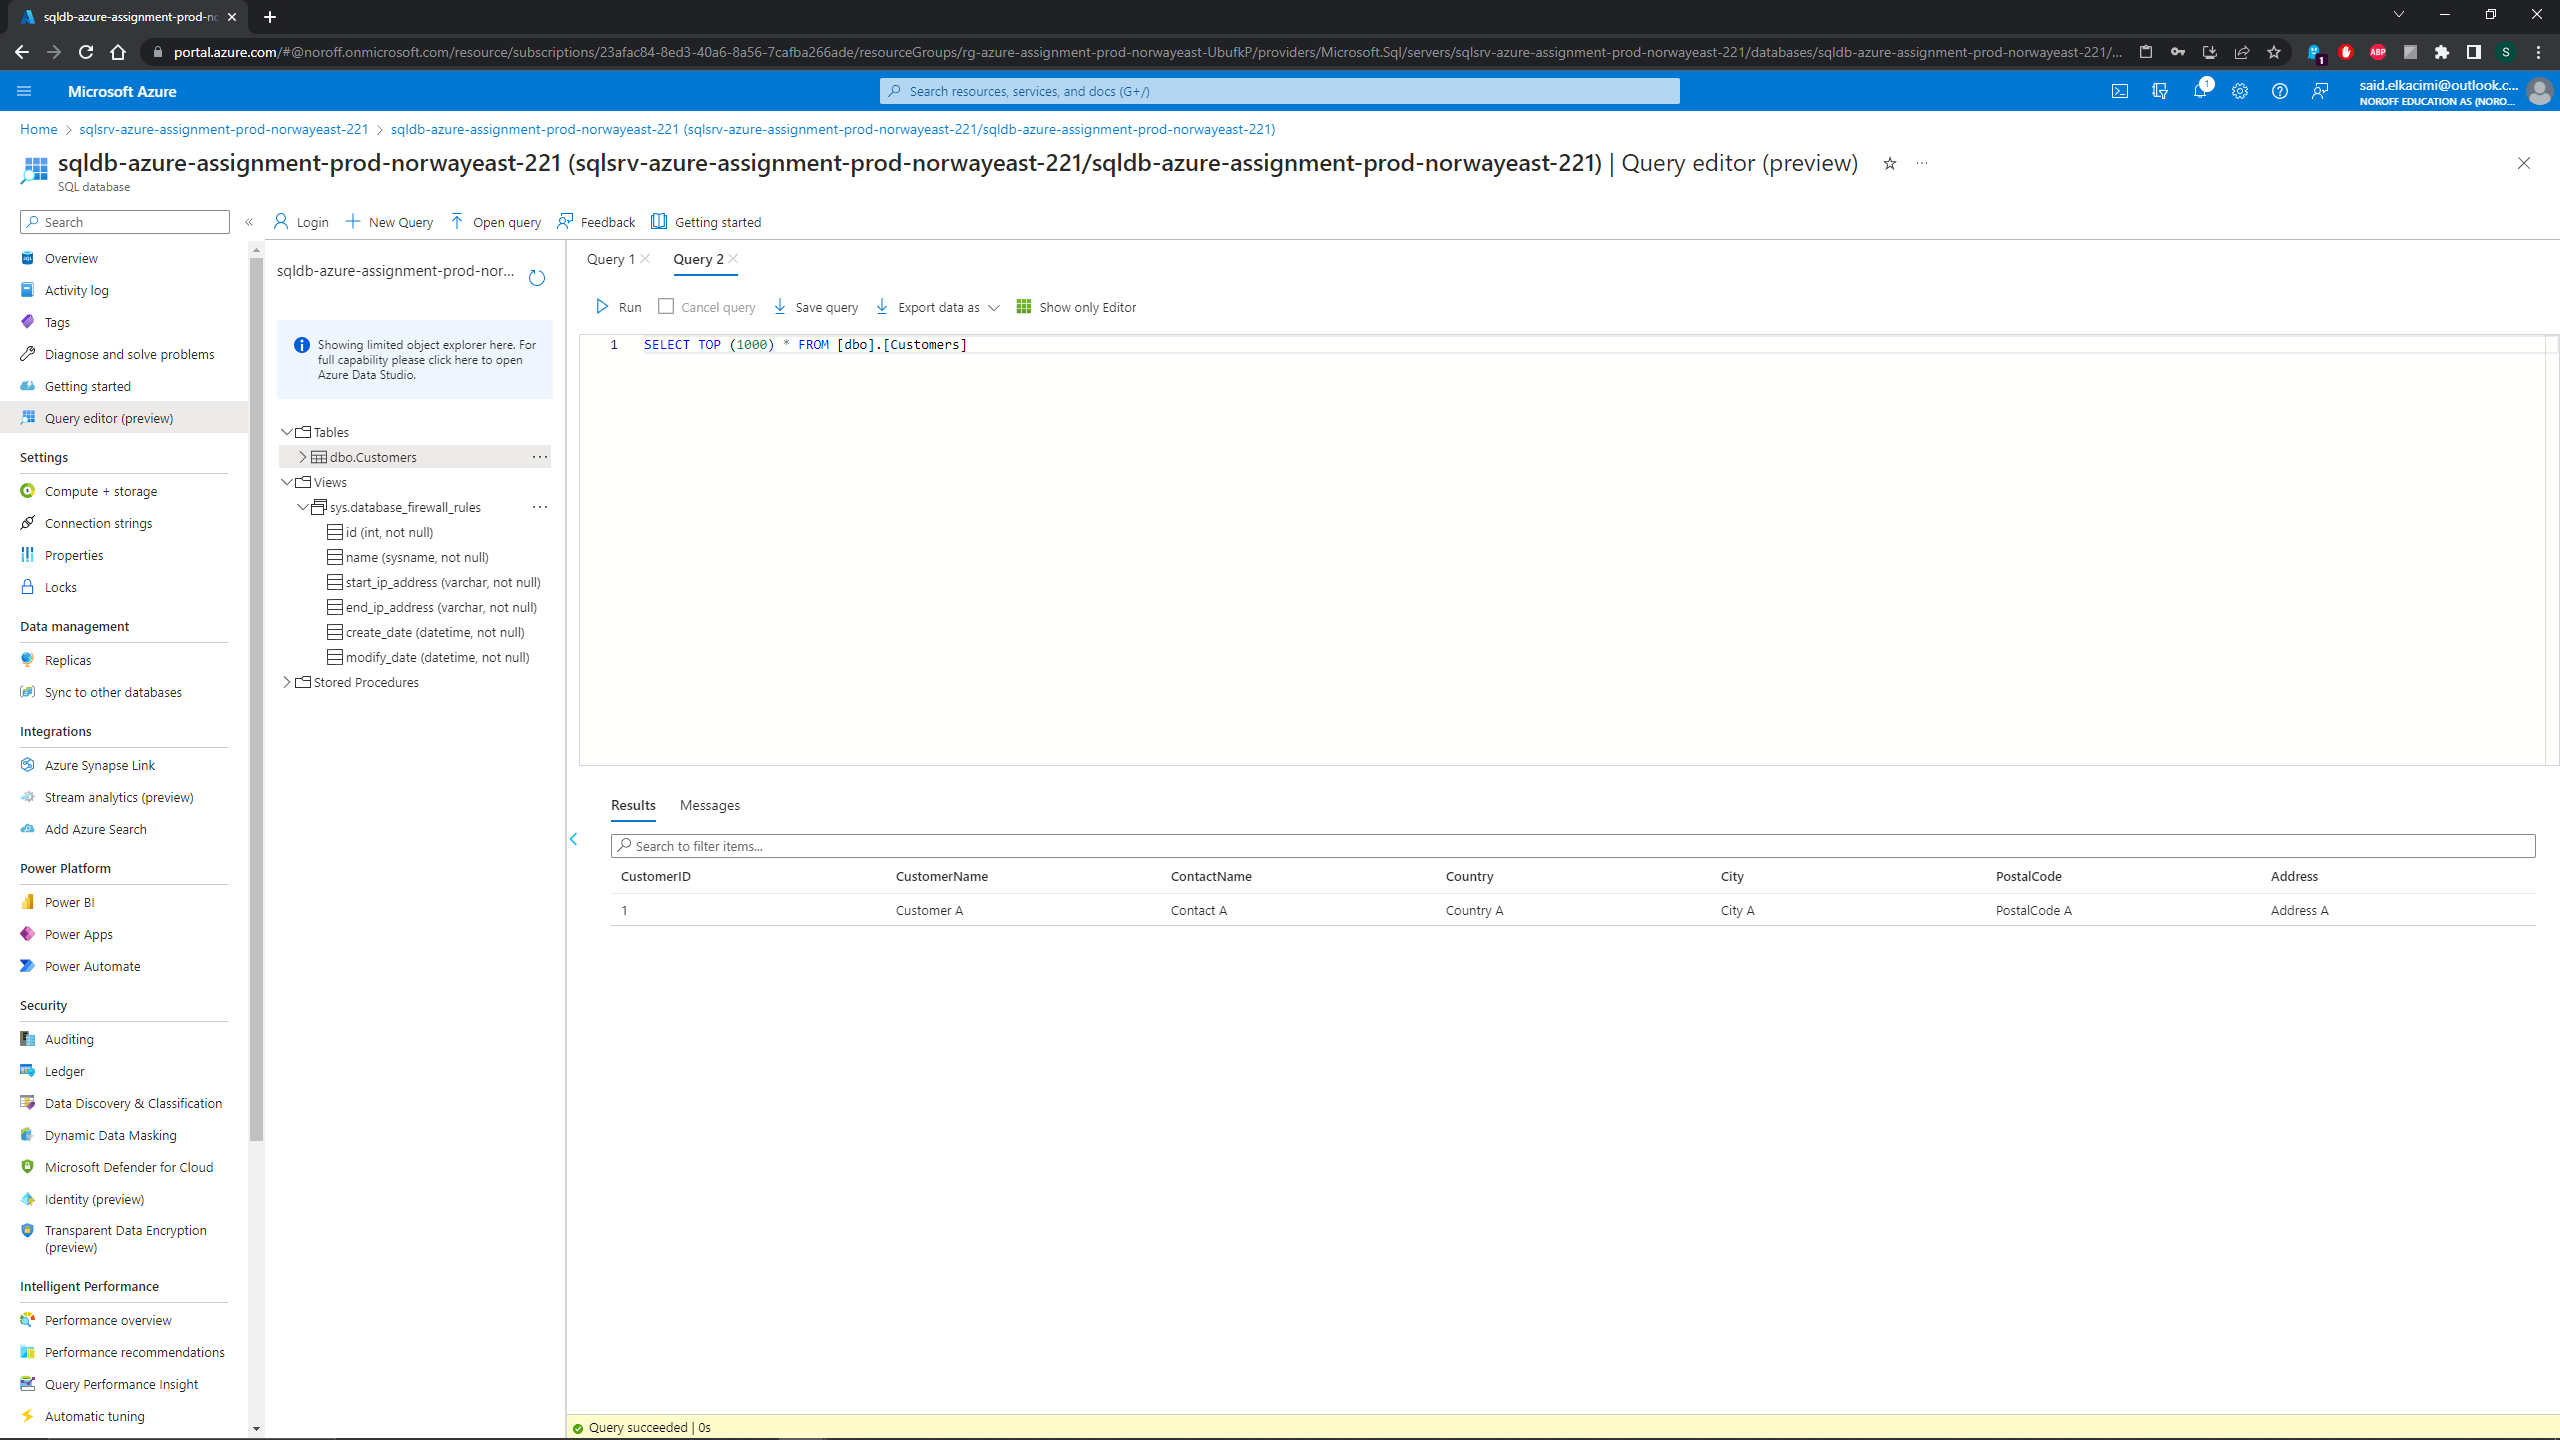 sqldb-azure-assignment-prod-no
portal.azure.com/#@noroff.onmicrosoft.com/resource/subscriptions/23afac84-8ed3-40a6-8a56-7cafba266ade/resourceGroups/rg-azure-assignment-prod-norwayeast-UbufkP/providers/Microsoft.Sql/servers/sqlsrv-azure-assignment-prod-norwayeast-221/databases/sqldb-azure-assignment-prod-norwayeast-221/...
ABP
1
S
Microsoft Azure
Search resources, services, and docs (G+/)
1
said.elkacimi@outlook.c...
NOROFF EDUCATION AS (NORO...
Home > sqlsrv-azure-assignment-prod-norwayeast-221 > sqldb-azure-assignment-prod-norwayeast-221 (sqlsrv-azure-assignment-prod-norwayeast-221/sqldb-azure-assignment-prod-norwayeast-221)
sqldb-azure-assignment-prod-norwayeast-221 (sqlsrv-azure-assignment-prod-norwayeast-221/sqldb-azure-assignment-prod-norwayeast-221) | Query editor (preview)
SQL database
Search
Overview
Activity log
Tags
Diagnose and solve problems
Getting started
Query editor (preview)
Settings
Compute + storage
Connection strings
Properties
Locks
Data management
Replicas
Sync to other databases
Integrations
Azure Synapse Link
Stream analytics (preview)
Add Azure Search
Power Platform
Power BI
Power Apps
Power Automate
Security
Auditing
Ledger
Data Discovery & Classification
Dynamic Data Masking
Microsoft Defender for Cloud
Identity (preview)
Transparent Data Encryption
(preview)
Intelligent Performance
Performance overview
Performance recommendations
Query Performance Insight
Automatic tuning
Login
New Query
Open query
Feedback
Getting started
sqldb-azure-assignment-prod-nor...
Showing limited object explorer here. For
full capability please click here to open
Azure Data Studio.
Tables
dbo.Customers
Views
sys.database_firewall_rules
id (int, not null)
name (sysname, not null)
start_ip_address (varchar, not null)
end_ip_address (varchar, not null)
create_date (datetime, not null)
modify_date (datetime, not null)
Stored Procedures
Query 1
Query 2
Run
Cancel query
Save query
Export data as
Show only Editor
1 SELECT TOP (1000) * FROM [dbo].[Customers]
Results
Messages
Search to filter items...
CustomerID CustomerName ContactName Country City PostalCode Address
1 Customer A Contact A Country A City A PostalCode A Address A
Query succeeded | 0s